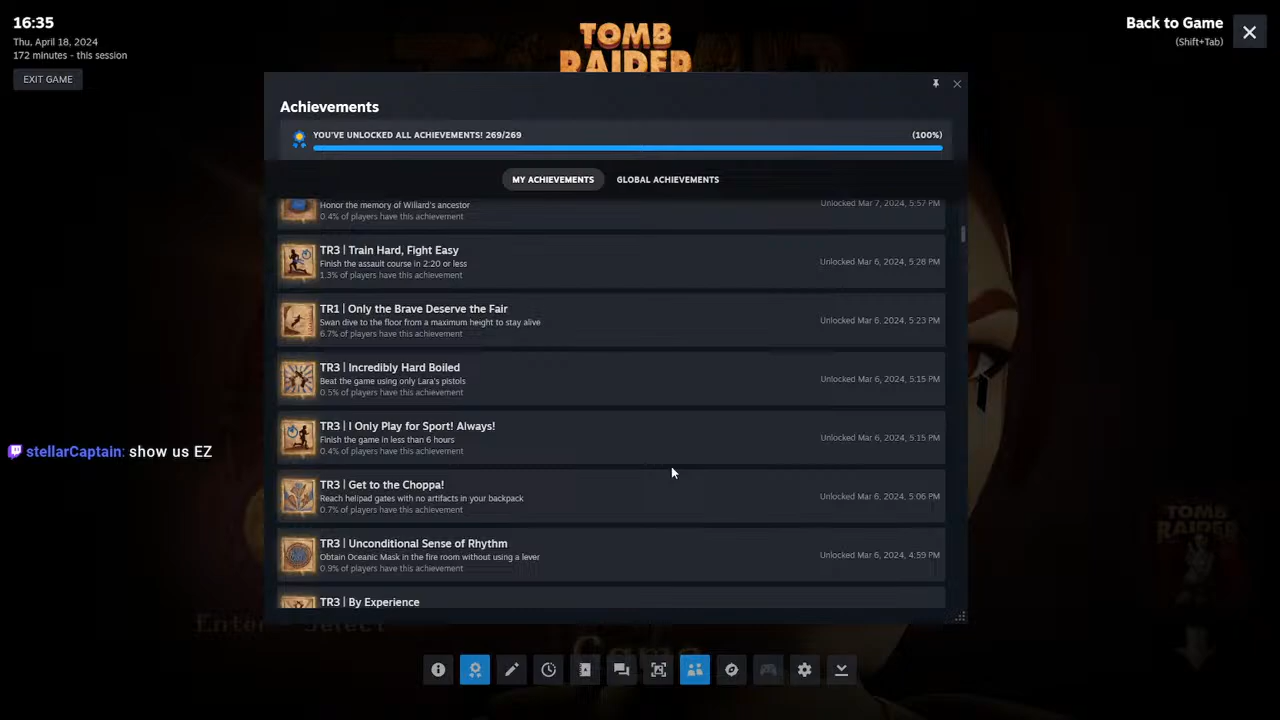 16:35
Thu, April 18, 2024
172 minutes - this session
EXIT GAME
TOMB
RAIDER
Back to Game
(Shift+Tab)
Achievements
YOU'VE UNLOCKED ALL ACHIEVEMENTS! 269/269
(100%)
MY ACHIEVEMENTS
GLOBAL ACHIEVEMENTS
Honor the memory of Willard's ancestor
0.4% of players have this achievement
Unlocked Mar 7, 2024, 5:57 PM
TR3 | Train Hard, Fight Easy
Finish the assault course in 2:20 or less
1.3% of players have this achievement
Unlocked Mar 6, 2024, 5:28 PM
TR1 | Only the Brave Deserve the Fair
Swan dive to the floor from a maximum height to stay alive
6.7% of players have this achievement
Unlocked Mar 6, 2024, 5:23 PM
TR3 | Incredibly Hard Boiled
Beat the game using only Lara's pistols
0.5% of players have this achievement
Unlocked Mar 6, 2024, 5:15 PM
TR3 | I Only Play for Sport! Always!
Finish the game in less than 6 hours
0.4% of players have this achievement
Unlocked Mar 6, 2024, 5:15 PM
TR3 | Get to the Choppa!
Reach helipad gates with no artifacts in your backpack
0.7% of players have this achievement
Unlocked Mar 6, 2024, 5:06 PM
TR3 | Unconditional Sense of Rhythm
Obtain Oceanic Mask in the fire room without using a lever
0.9% of players have this achievement
Unlocked Mar 6, 2024, 4:59 PM
TR3 | By Experience
stellarCaptain: show us EZ
TOMB
RAIDER
Enter - Select
Game